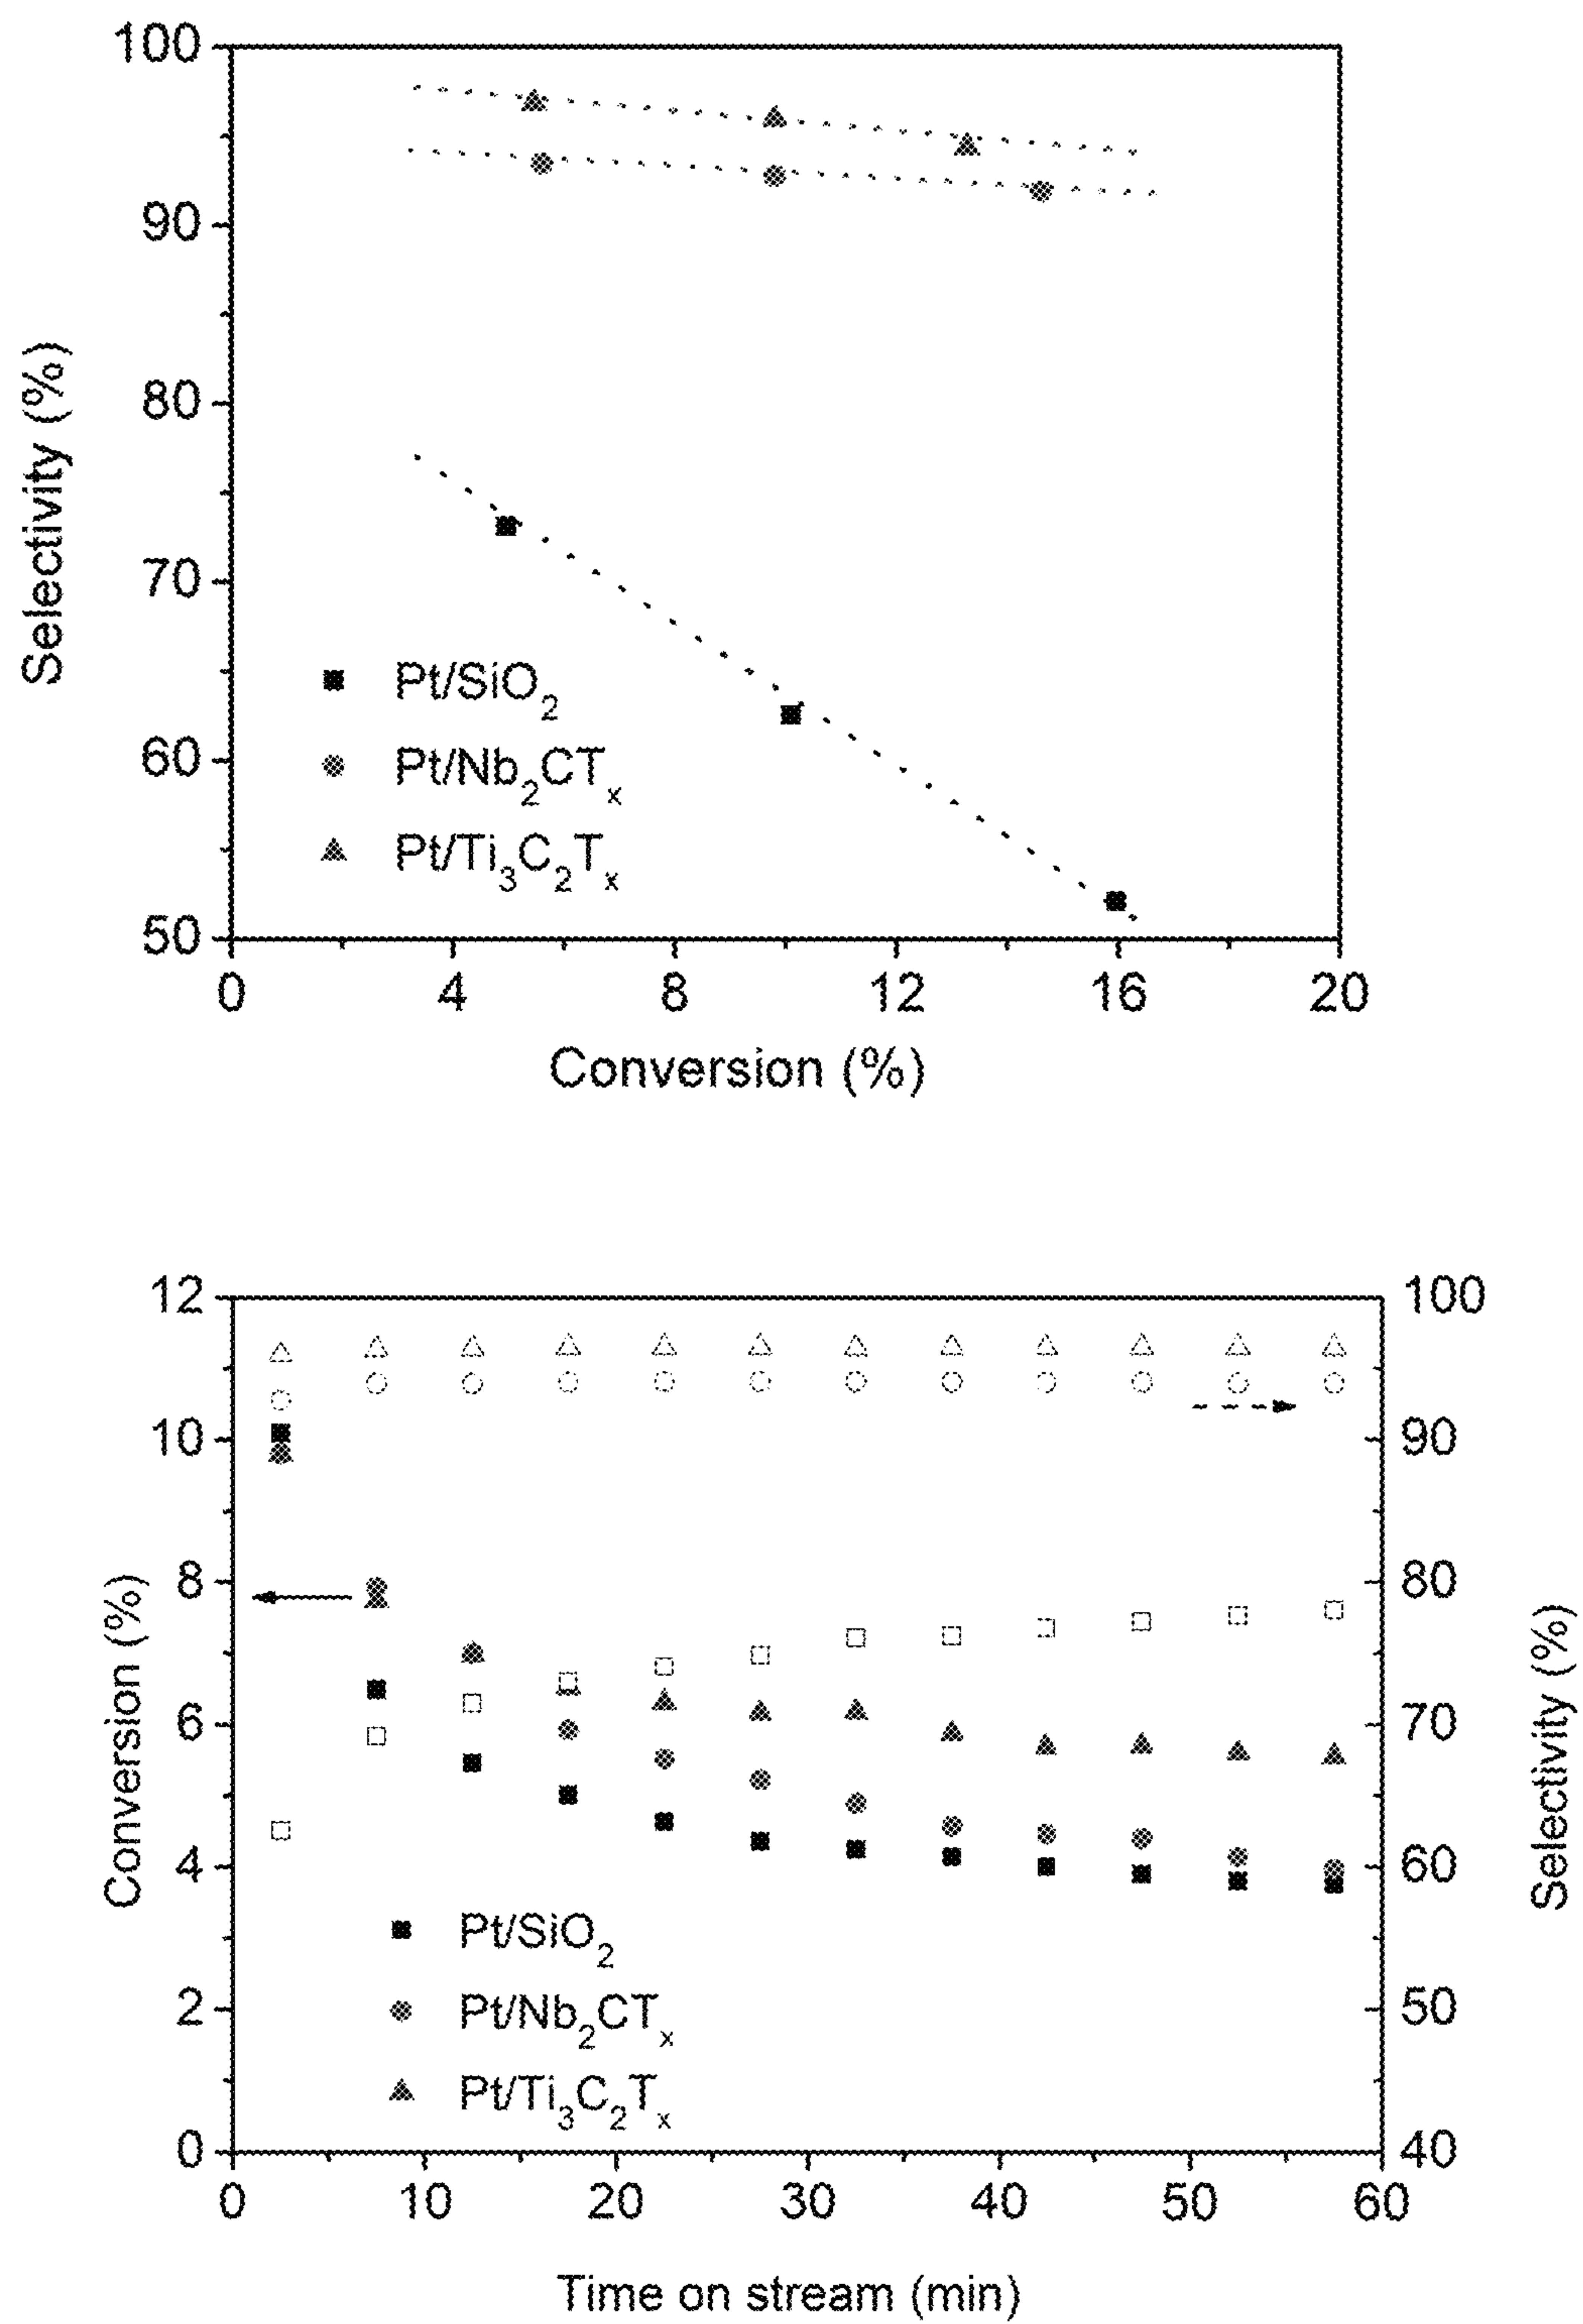 100
90
80
70
60
50
Selectivity (%)
Pt/SiO₂
Pt/Nb₂CTₓ
Pt/Ti₃C₂Tₓ
0 4 8 12 16 20
Conversion (%)
12
10
8
6
4
2
0
Conversion (%)
100
90
80
70
60
50
40
Selectivity (%)
Pt/SiO₂
Pt/Nb₂CTₓ
Pt/Ti₃C₂Tₓ
0 10 20 30 40 50 60
Time on stream (min)